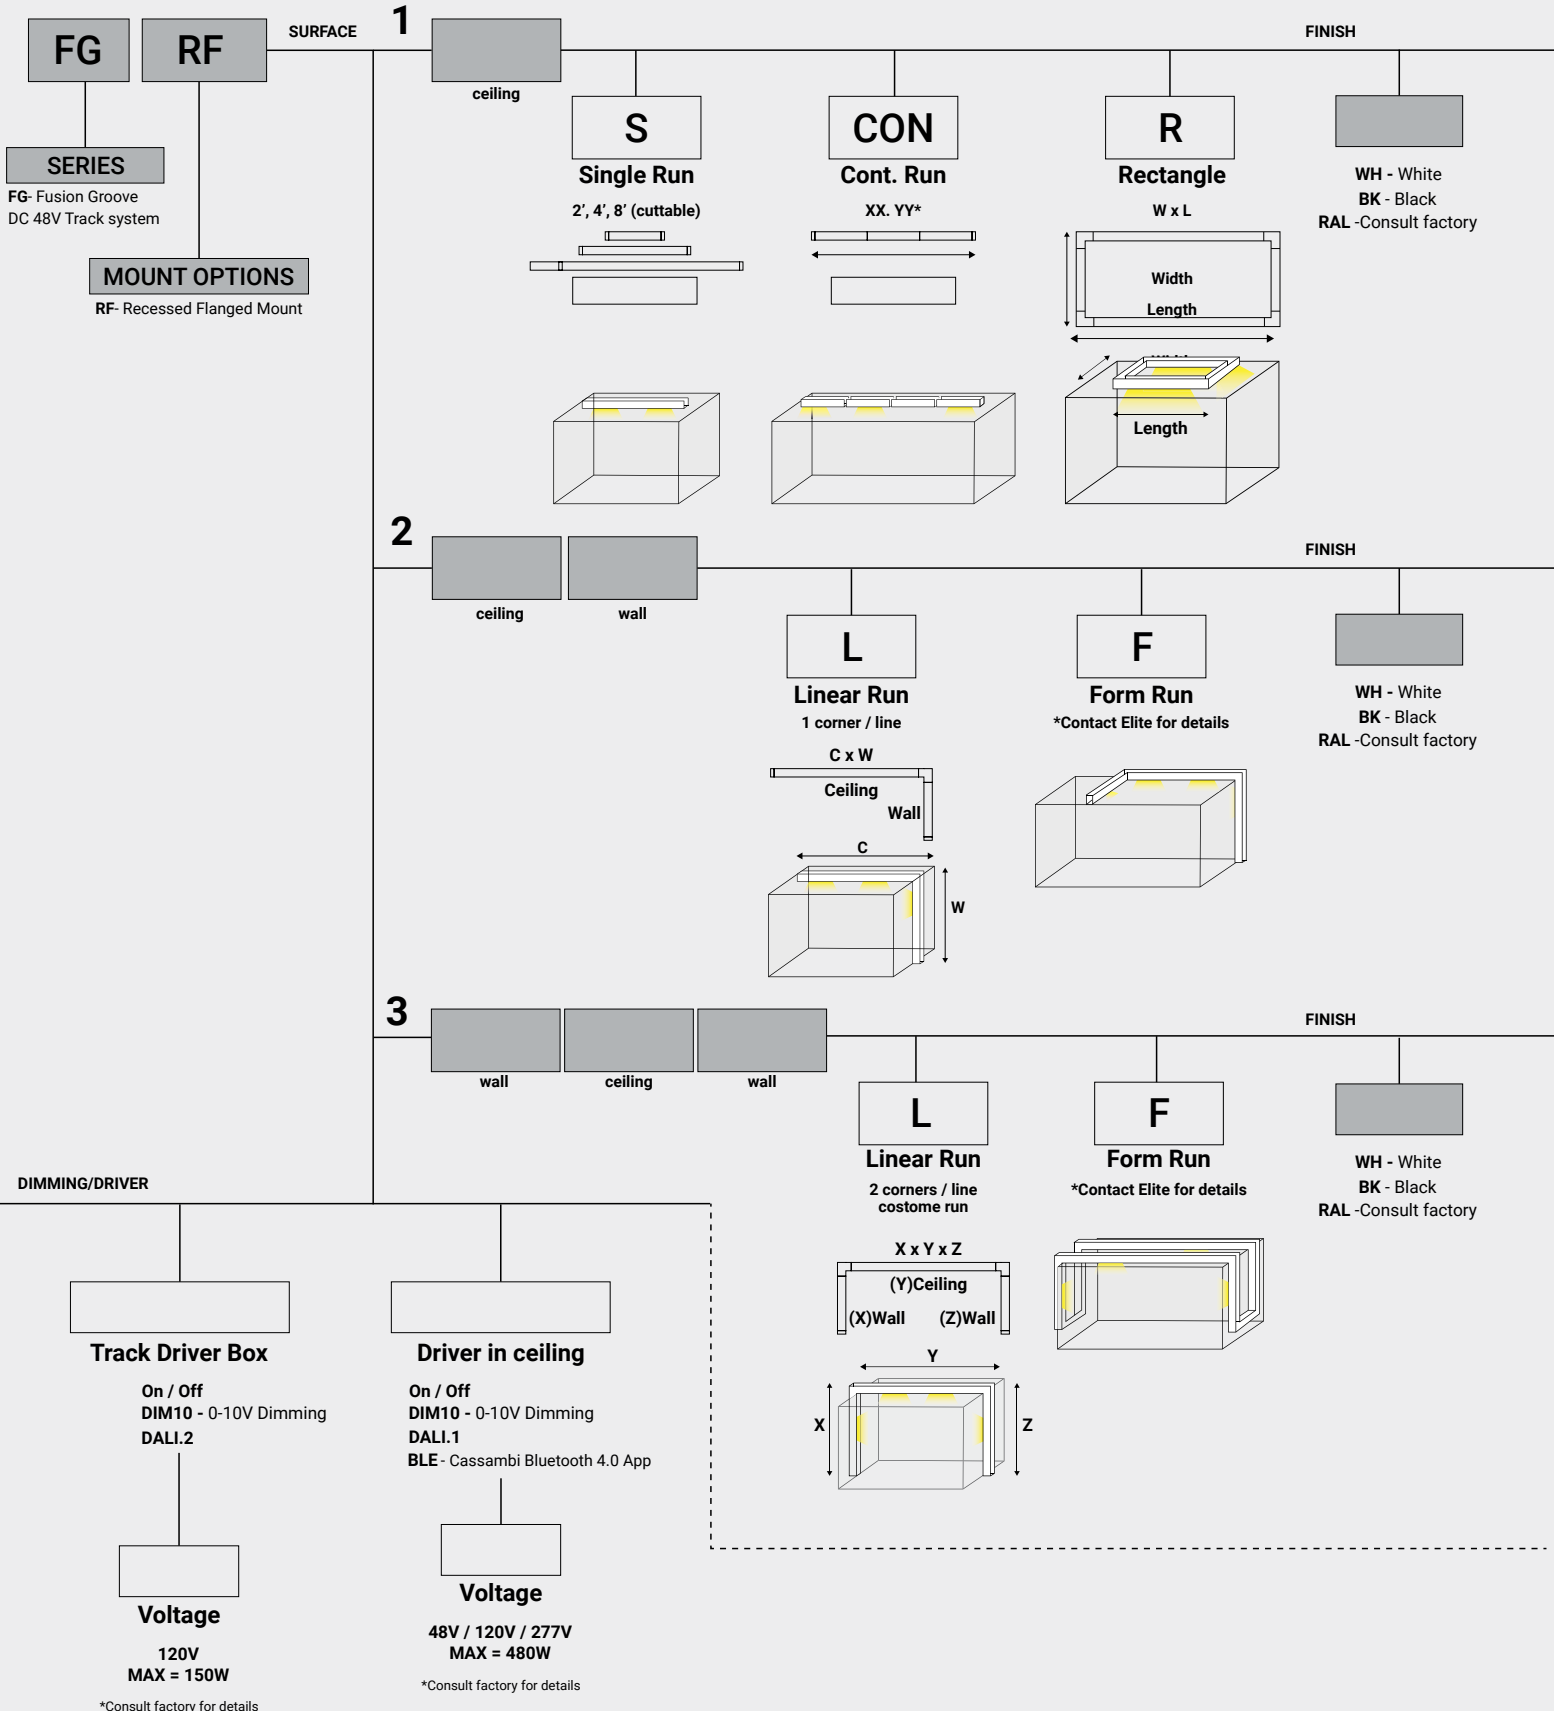 FG
RF
SURFACE
1
ceiling
FINISH
SERIES
FG- Fusion Groove
DC 48V Track system
MOUNT OPTIONS
RF- Recessed Flanged Mount
S
Single Run
2’, 4’, 8’ (cuttable)
CON
Cont. Run
XX. YY*
R
Rectangle
W x L
Width
Length
Length
WH - White
BK - Black
RAL -Consult factory
2
ceiling
wall
FINISH
L
Linear Run
1 corner / line
C x W
Ceiling
Wall
C
W
F
Form Run
*Contact Elite for details
WH - White
BK - Black
RAL -Consult factory
3
wall
ceiling
wall
FINISH
L
Linear Run
2 corners / line
costome run
X x Y x Z
(Y)Ceiling
(X)Wall
(Z)Wall
Y
X
Z
F
Form Run
*Contact Elite for details
WH - White
BK - Black
RAL -Consult factory
DIMMING/DRIVER
Track Driver Box
On / Off
DIM10 - 0-10V Dimming
DALI.2
Voltage
120V
MAX = 150W
*Consult factory for details
Driver in ceiling
On / Off
DIM10 - 0-10V Dimming
DALI.1
BLE - Cassambi Bluetooth 4.0 App
Voltage
48V / 120V / 277V
MAX = 480W
*Consult factory for details